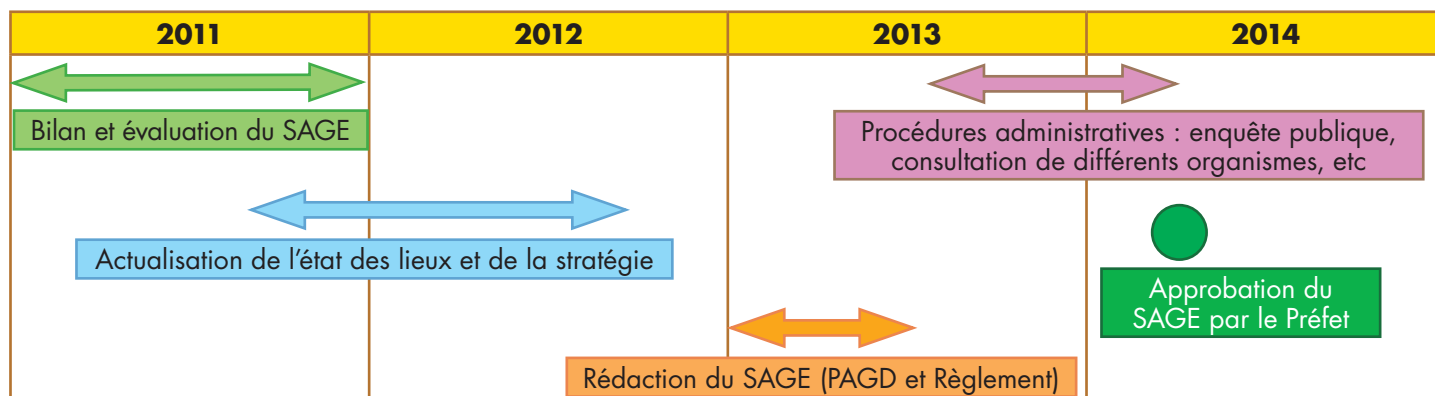 2011 2012 2013 2014
Bilan et évaluation du SAGE
Procédures administratives : enquête publique,
consultation de différents organismes, etc
Actualisation de l'état des lieux et de la stratégie
Approbation du
SAGE par le Préfet
Rédaction du SAGE (PAGD et Règlement)